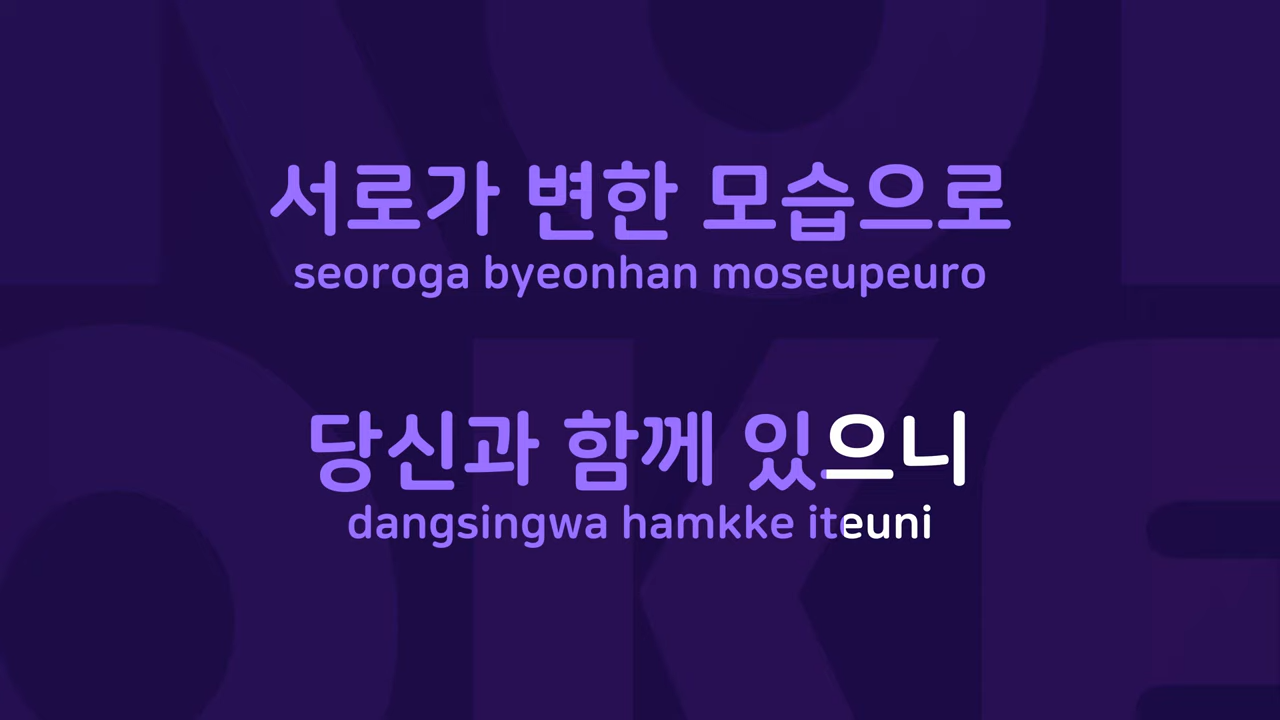 서로가 변한 모습으로
seoroga byeonhan moseupeuro
당신과 함께 있으니
dangsingwa hamkke iteuni